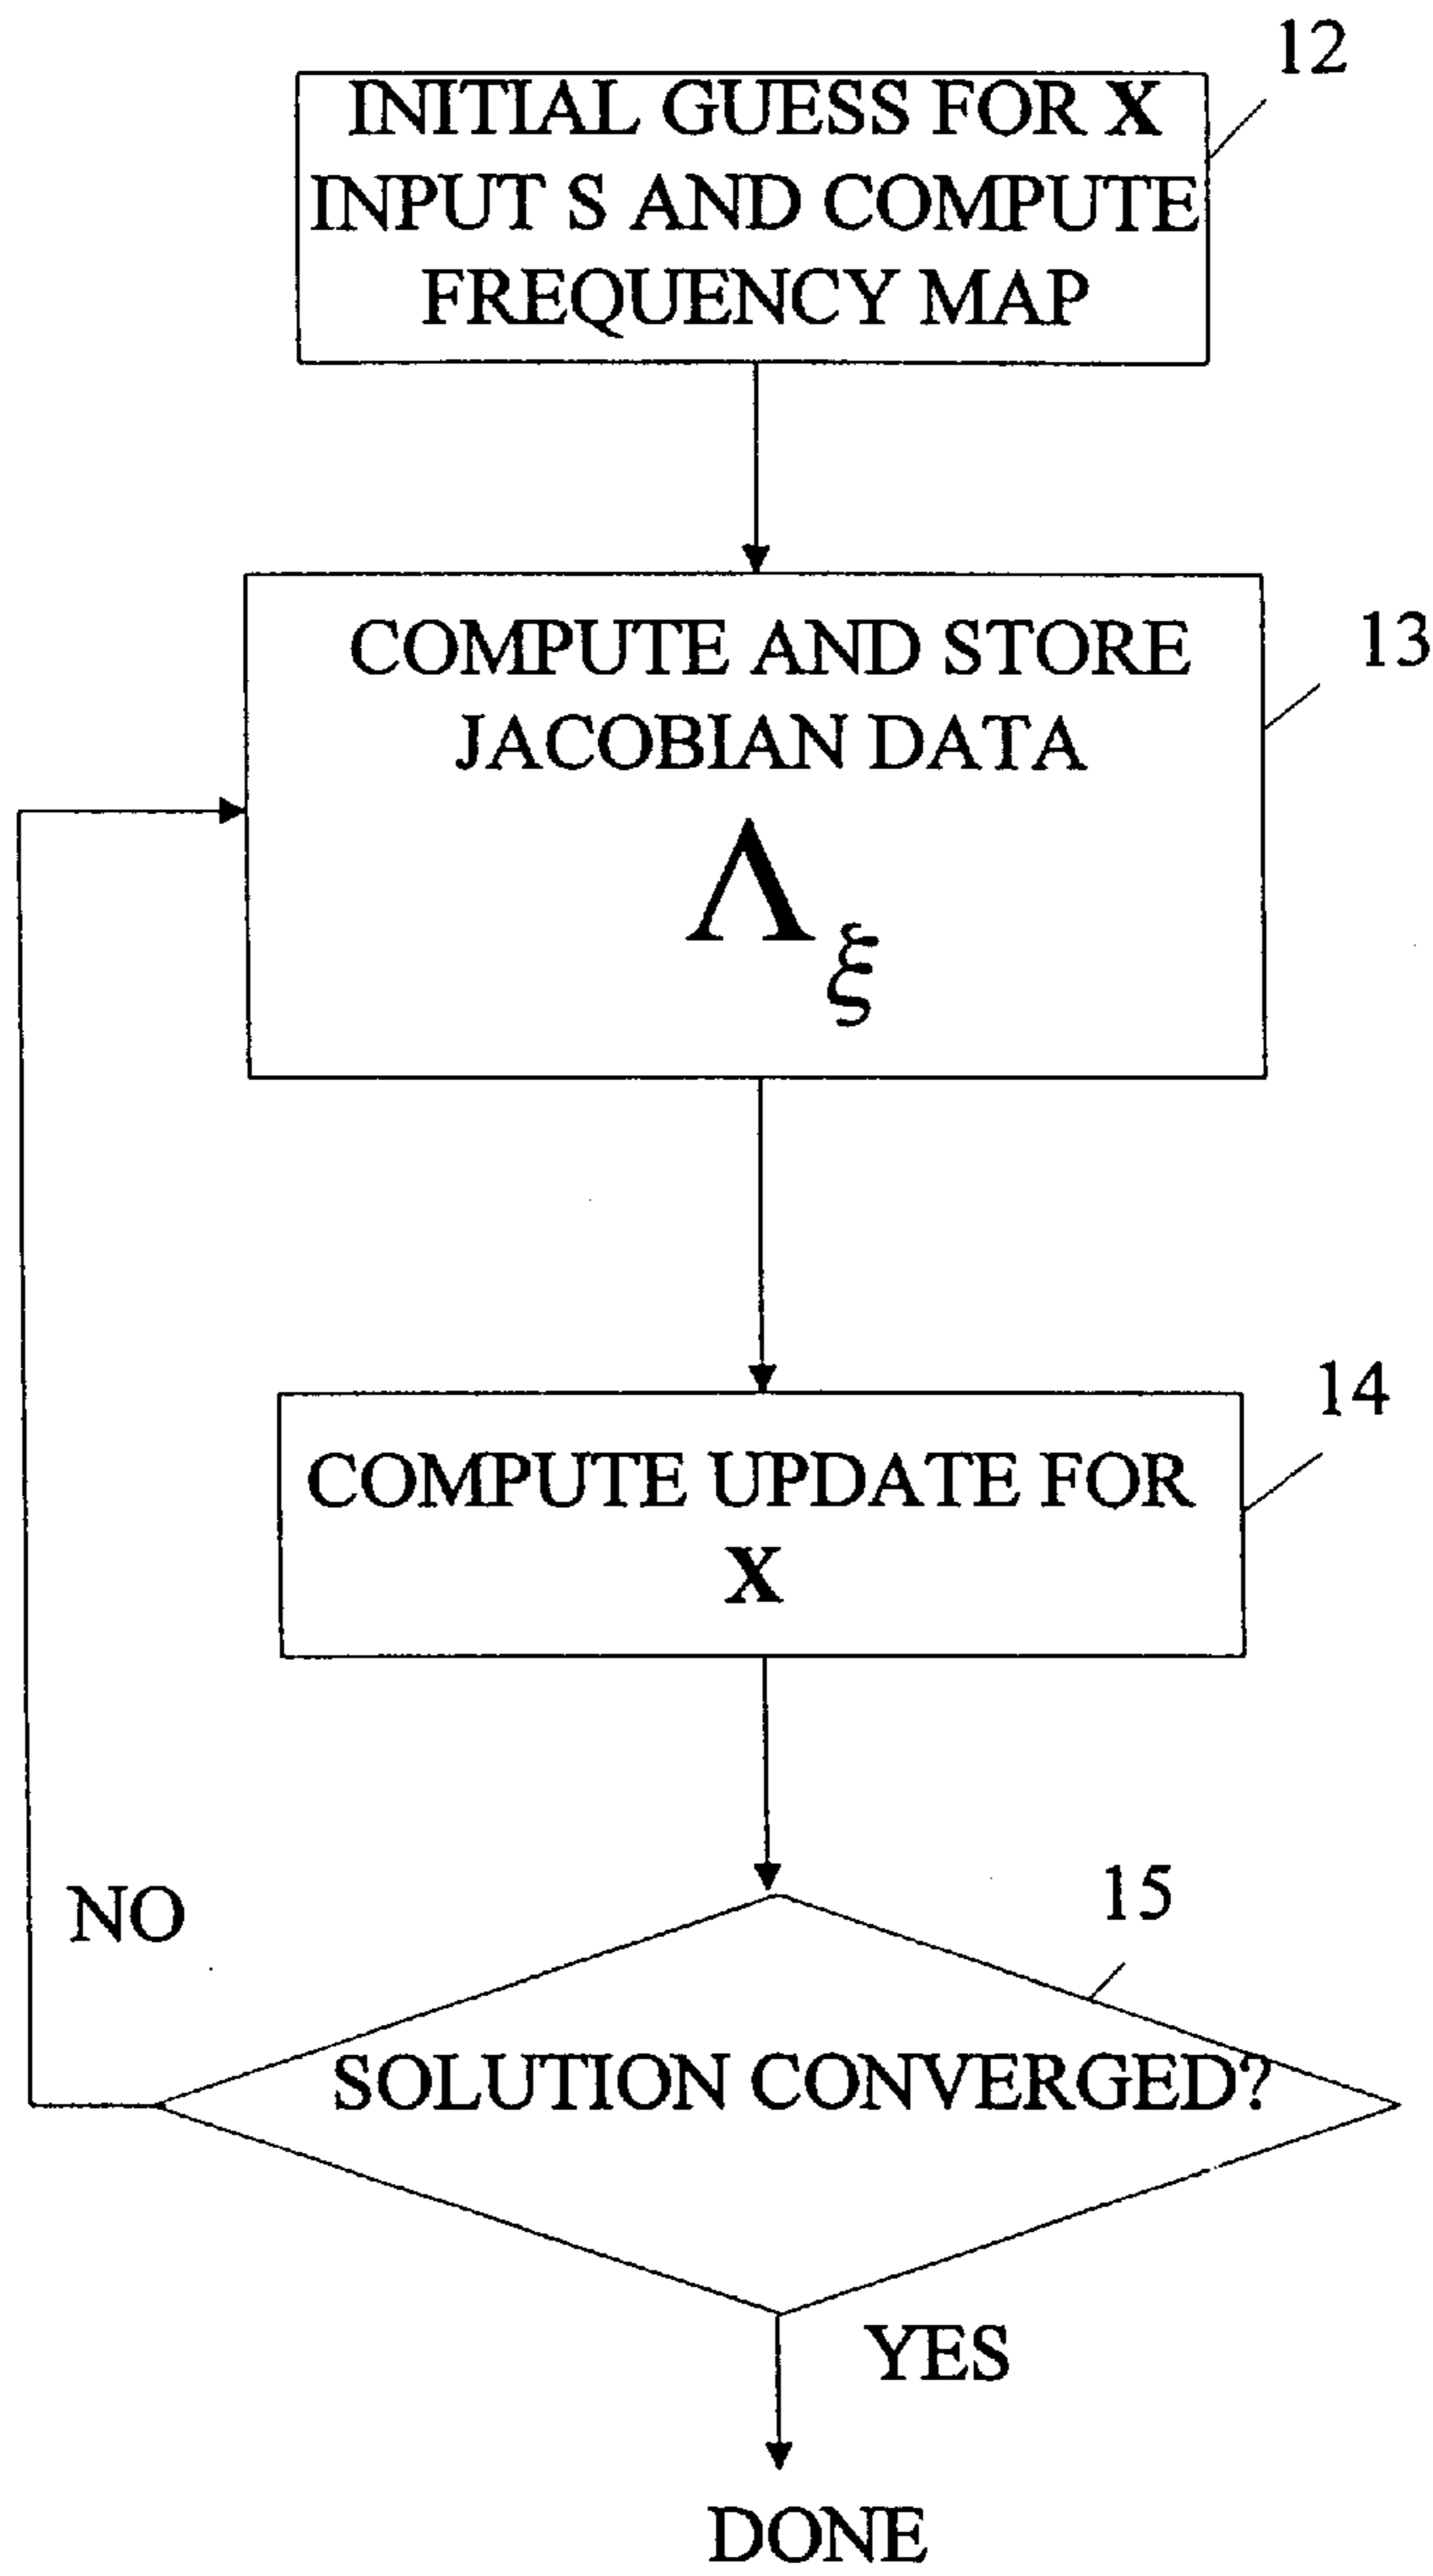 12
INITIAL GUESS FOR X
INPUT S AND COMPUTE
FREQUENCY MAP
COMPUTE AND STORE
13
JACOBIAN DATA
Λξ
14
COMPUTE UPDATE FOR
X
15
NO
SOLUTION CONVERGED?
YES
DONE